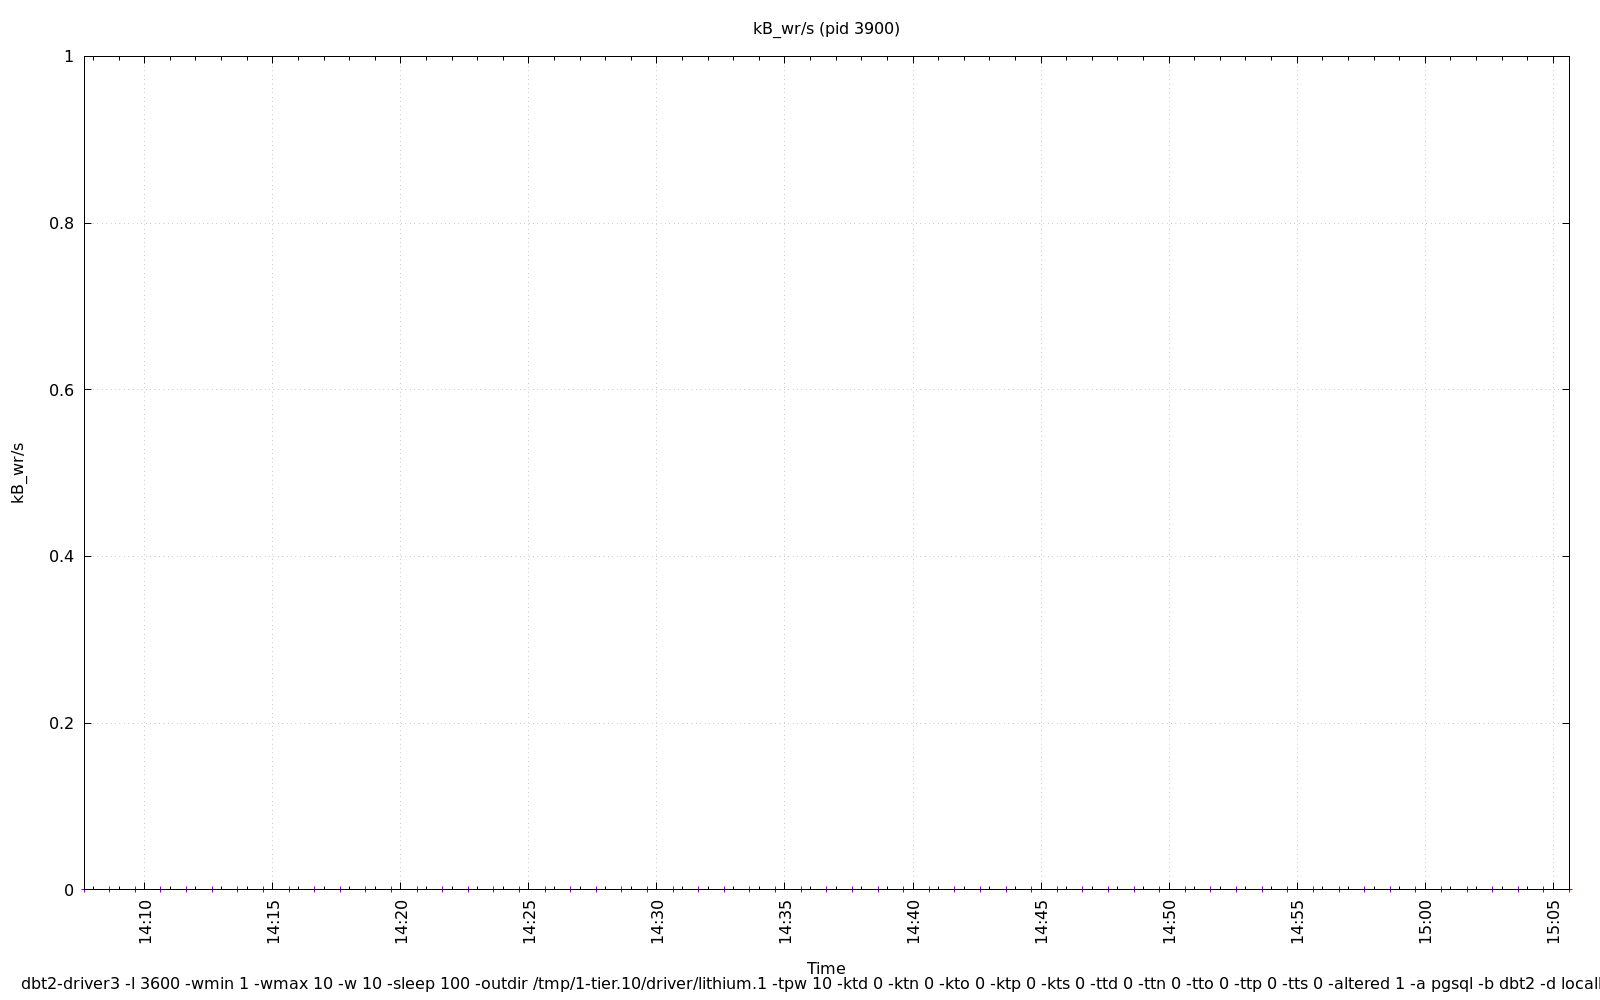 kB_wr/s (pid 3900)
1
0.8
0.6
0.4
0.2
0
kB_wr/s
14:10 14:15 14:20 14:25 14:30 14:35 14:40 14:45 14:50 14:55 15:00 15:05
Time
dbt2-driver3 -l 3600 -wmin 1 -wmax 10 -w 10 -sleep 100 -outdir /tmp/1-tier.10/driver/lithium.1 -tpw 10 -ktd 0 -ktn 0 -kto 0 -ktp 0 -kts 0 -ttd 0 -ttn 0 -tto 0 -ttp 0 -tts 0 -altered 1 -a pgsql -b dbt2 -d locall